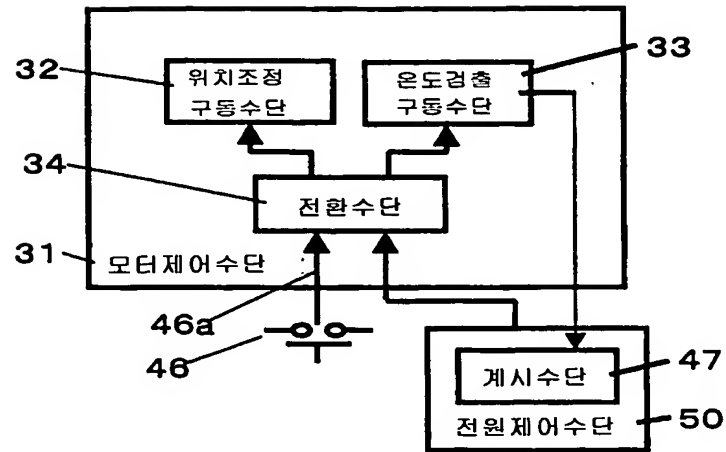 32
위치조정
구동수단
온도검출
구동수단
33
34
전환수단
31
모터제어수단
46a
46
계시수단
47
전원제어수단
50